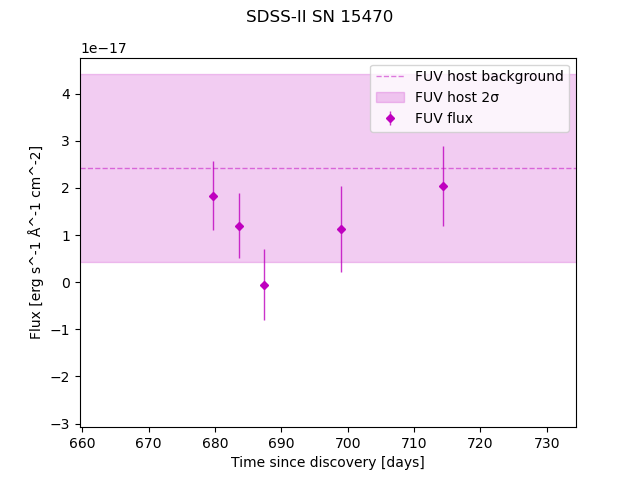 SDSS-II SN 15470
1e−17
FUV host background
FUV host 2σ
FUV flux
4
3
2
1
0
−1
−2
−3
Flux [erg s^-1 Å^-1 cm^-2]
660 670 680 690 700 710 720 730
Time since discovery [days]